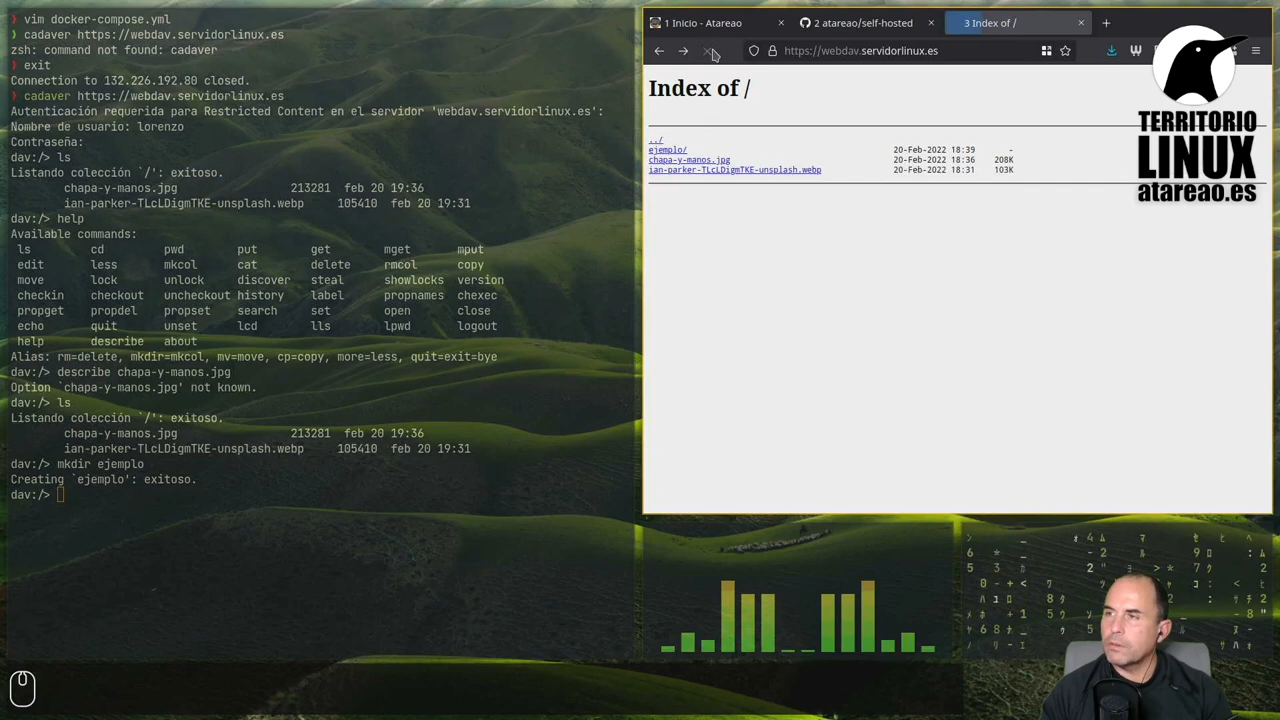 ❯ vim docker-compose.yml
❯ cadaver https://webdav.servidorlinux.es
zsh: command not found: cadaver
❯ exit
Connection to 132.226.192.80 closed.
❯ cadaver https://webdav.servidorlinux.es
Autenticación requerida para Restricted Content en el servidor 'webdav.servidorlinux.es':
Nombre de usuario: lorenzo
Contraseña:
dav:/> ls
Listando colección `/': exitoso.
chapa-y-manos.jpg 213281 feb 20 19:36
ian-parker-TLcLDigmTKE-unsplash.webp 105410 feb 20 19:31
dav:/> help
Available commands:
ls cd pwd put get mget mput
edit less mkcol cat delete rmcol copy
move lock unlock discover steal showlocks version
checkin checkout uncheckout history label propnames chexec
propget propdel propset search set open close
echo quit unset lcd lls lpwd logout
help describe about
Alias: rm=delete, mkdir=mkcol, mv=move, cp=copy, more=less, quit=exit=bye
dav:/> describe chapa-y-manos.jpg
Option `chapa-y-manos.jpg' not known.
dav:/> ls
Listando colección `/': exitoso.
chapa-y-manos.jpg 213281 feb 20 19:36
ian-parker-TLcLDigmTKE-unsplash.webp 105410 feb 20 19:31
dav:/> mkdir ejemplo
Creating `ejemplo': exitoso.
dav:/>
1 Inicio - Atareao
2 atareao/self-hosted
3 Index of /
https://webdav.servidorlinux.es
Index of /
../
ejemplo/ 20-Feb-2022 18:39 -
chapa-y-manos.jpg 20-Feb-2022 18:36 208K
ian-parker-TLcLDigmTKE-unsplash.webp 20-Feb-2022 18:31 103K
TERRITORIO
LINUX
atareao.es